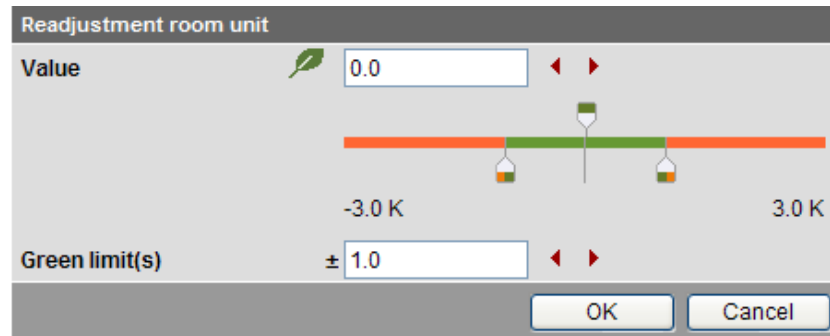 Readjustment room unit
Value 0.0
-3.0 K 3.0 K
Green limit(s) ± 1.0
OK Cancel